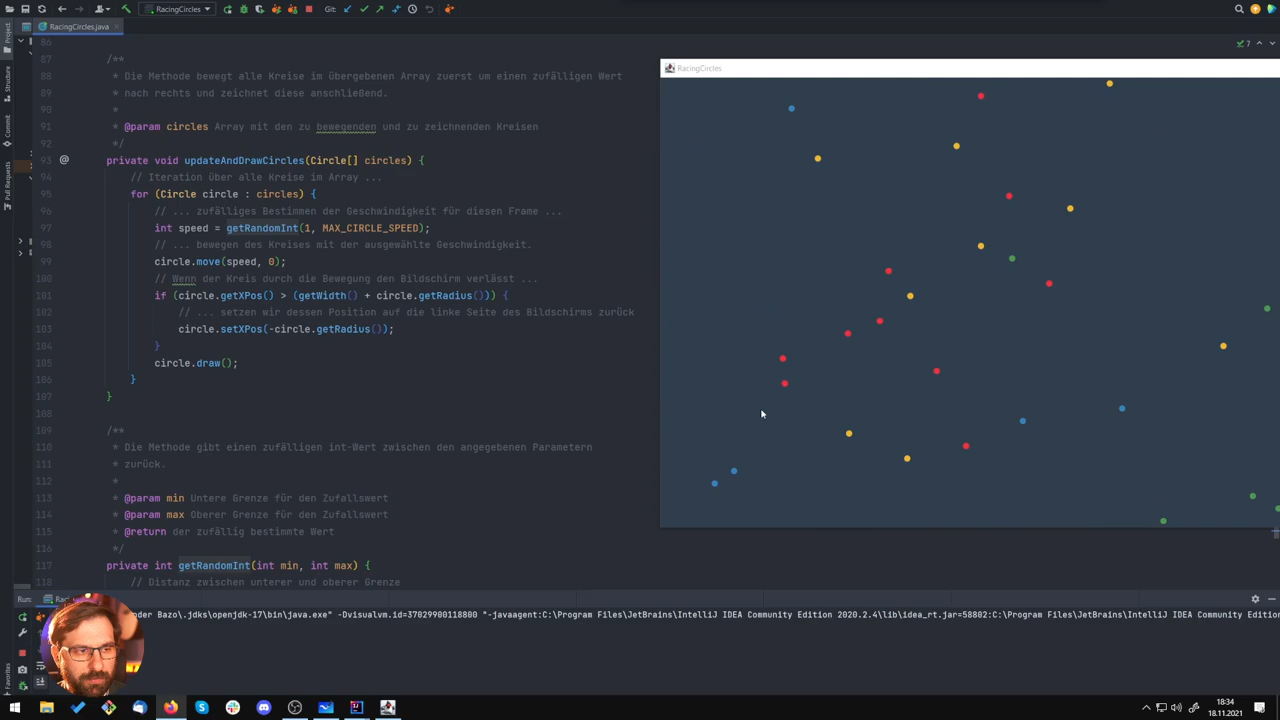 RacingCircles
Git:
RacingCircles.java
Project
Structure
Commit
Pull Requests
Favorites
7
86
87 /**
88 * Die Methode bewegt alle Kreise im übergebenen Array zuerst um einen zufälligen Wert
89 * nach rechts und zeichnet diese anschließend.
90 *
91 * @param circles Array mit den zu bewegenden und zu zeichnenden Kreisen
92 */
93 @ private void updateAndDrawCircles(Circle[] circles) {
94 // Iteration über alle Kreise im Array ...
95 for (Circle circle : circles) {
96 // ... zufälliges Bestimmen der Geschwindigkeit für diesen Frame ...
97 int speed = getRandomInt(1, MAX_CIRCLE_SPEED);
98 // ... bewegen des Kreises mit der ausgewählte Geschwindigkeit.
99 circle.move(speed, 0);
100 // Wenn der Kreis durch die Bewegung den Bildschirm verlässt ...
101 if (circle.getXPos() > (getWidth() + circle.getRadius())) {
102 // ... setzen wir dessen Position auf die linke Seite des Bildschirms zurück
103 circle.setXPos(-circle.getRadius());
104 }
105 circle.draw();
106 }
107 }
108
109 /**
110 * Die Methode gibt einen zufälligen int-Wert zwischen den angegebenen Parametern
111 * zurück.
112 *
113 * @param min Untere Grenze für den Zufallswert
114 * @param max Oberer Grenze für den Zufallswert
115 * @return der zufällig bestimmte Wert
116 */
117 private int getRandomInt(int min, int max) {
118 // Distanz zwischen unterer und oberer Grenze
RacingCircles
Run:
Bazo\.jdks\openjdk-17\bin\java.exe" -Dvisualvm.id=37029900118800 "-javaagent:C:\Program Files\JetBrains\IntelliJ IDEA Community Edition 2020.2.4\lib\idea_rt.jar=58802:C:\Program Files\JetBrains\IntelliJ IDEA Community Edition
18:34
18.11.2021